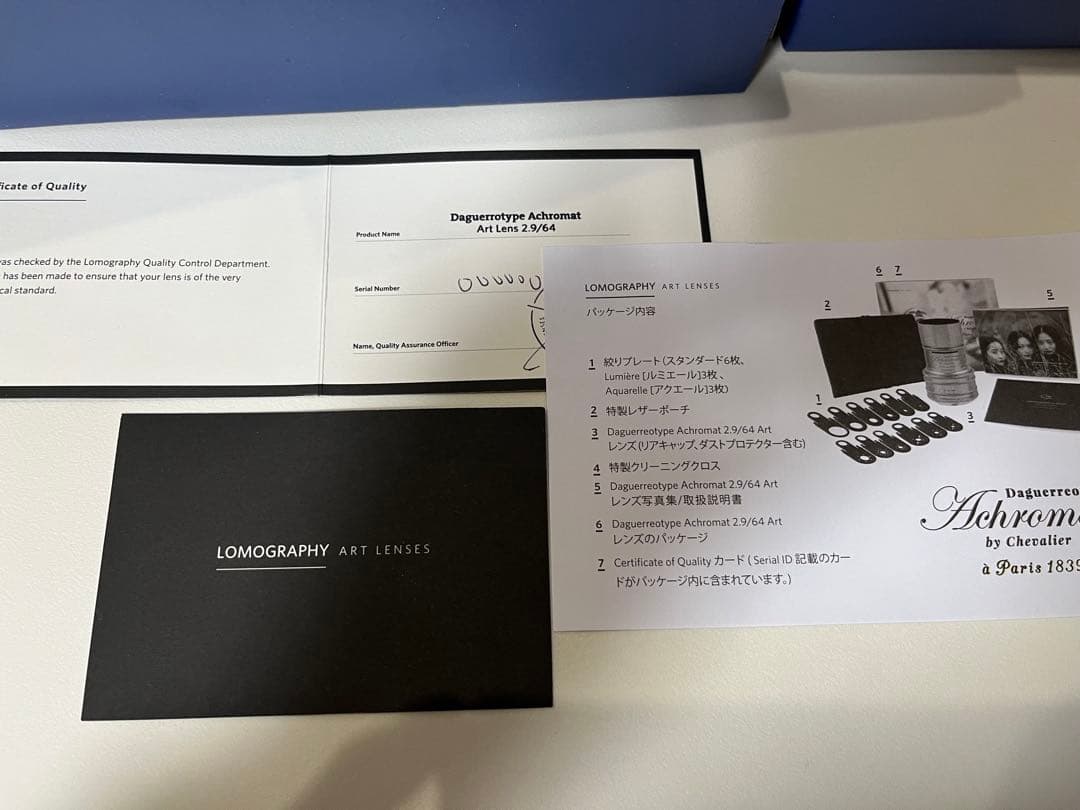 icate of Quality
as checked by the Lomography Quality Control Department.
has been made to ensure that your lens is of the very
cal standard.
Daguerrotype Achromat
Art Lens 2.9/64
Product Name
Serial Number
Name, Quality Assurance Officer
LOMOGRAPHY ART LENSES
LOMOGRAPHY ART LENSES
パッケージ内容
1 絞りプレート(スタンダード6枚、
Lumière [ルミエール]3枚、
Aquarelle [アクエール]3枚)
2 特製レザーポーチ
3 Daguerreotype Achromat 2.9/64 Art
レンズ(リアキャップ、ダストプロテクター含む)
4 特製クリーニングクロス
5 Daguerreotype Achromat 2.9/64 Art
レンズ写真集/取扱説明書
6 Daguerreotype Achromat 2.9/64 Art
レンズのパッケージ
7 Certificate of Quality カード ( Serial ID 記載のカー
ドがパッケージ内に含まれています。)
6 7
5
2
1
3
Daguerreo
Achroma
by Chevalier
à Paris 1839